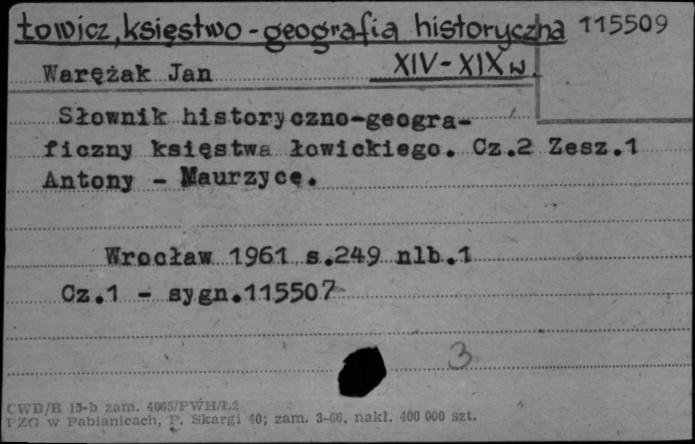 Łowicz, księstwo - geografia historyczna 115509
Warężak Jan XIV-XIX w.
Słownik historyczno-geogra-
ficzny księstwa łowickiego. Cz.2 Zesz.1
Antony - Maurzyce.
Wrocław 1961 s.249 nlb.1
Cz.1 - sygn.115507
3
CWD/B 15-b zam. 4065/PWH/Łż
PZG w Pabianicach, P. Skargi 40; zam. 3-66, nakł. 400 000 szt.